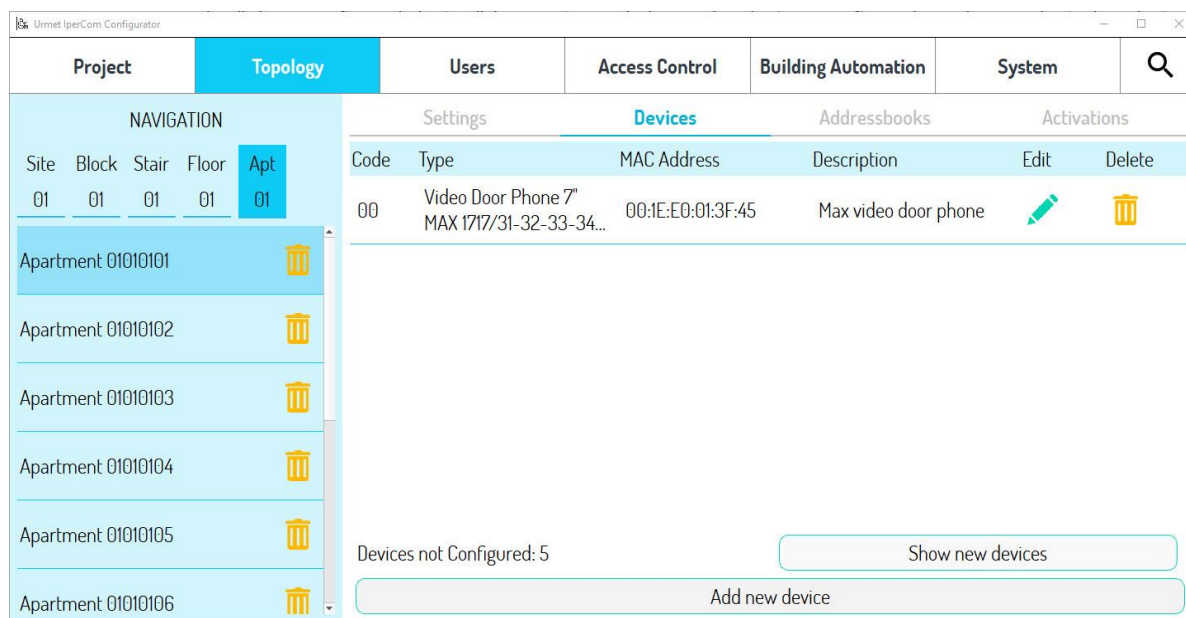 Urmet IperCom Configurator
Project Topology Users Access Control Building Automation System
NAVIGATION
Settings Devices Addressbooks Activations
Site Block Stair Floor Apt
01 01 01 01 01
Code Type MAC Address Description Edit Delete
00 Video Door Phone 7" MAX 1717/31-32-33-34... 00:1E:E0:01:3F:45 Max video door phone
Apartment 01010101
Apartment 01010102
Apartment 01010103
Apartment 01010104
Apartment 01010105
Apartment 01010106
Devices not Configured: 5
Show new devices
Add new device